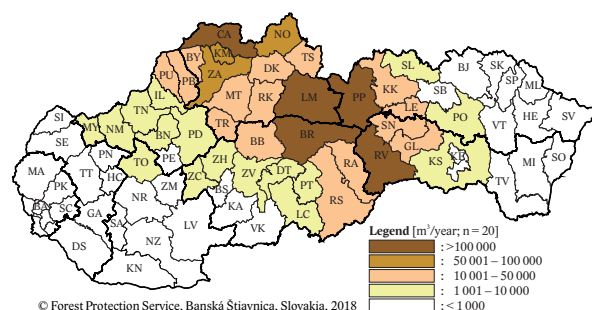 CA
NO
KM
BY
TS
ZA
PU
PB
DK
SL
BJ
SK
SP
ML
KK
SB
IL
MT
RK
LM
PP
LE
PO
HE
SV
VT
SI
MY
NM
TN
BN
PD
TR
BB
BR
SN
GL
RV
SE
PN
TO
PE
ZH
ZV
DT
RA
KS
KE
MI
SO
MA
TT
HC
ZM
ZC
BS
PT
RS
TV
PK
NR
KA
LC
BA
SC
GA
SA
LV
VK
DS
NZ
KN
Legend [m³/year; n = 20]
: >100 000
: 50 001 – 100 000
: 10 001 – 50 000
: 1 001 – 10 000
: < 1 000
© Forest Protection Service, Banská Štiavnica, Slovakia, 2018